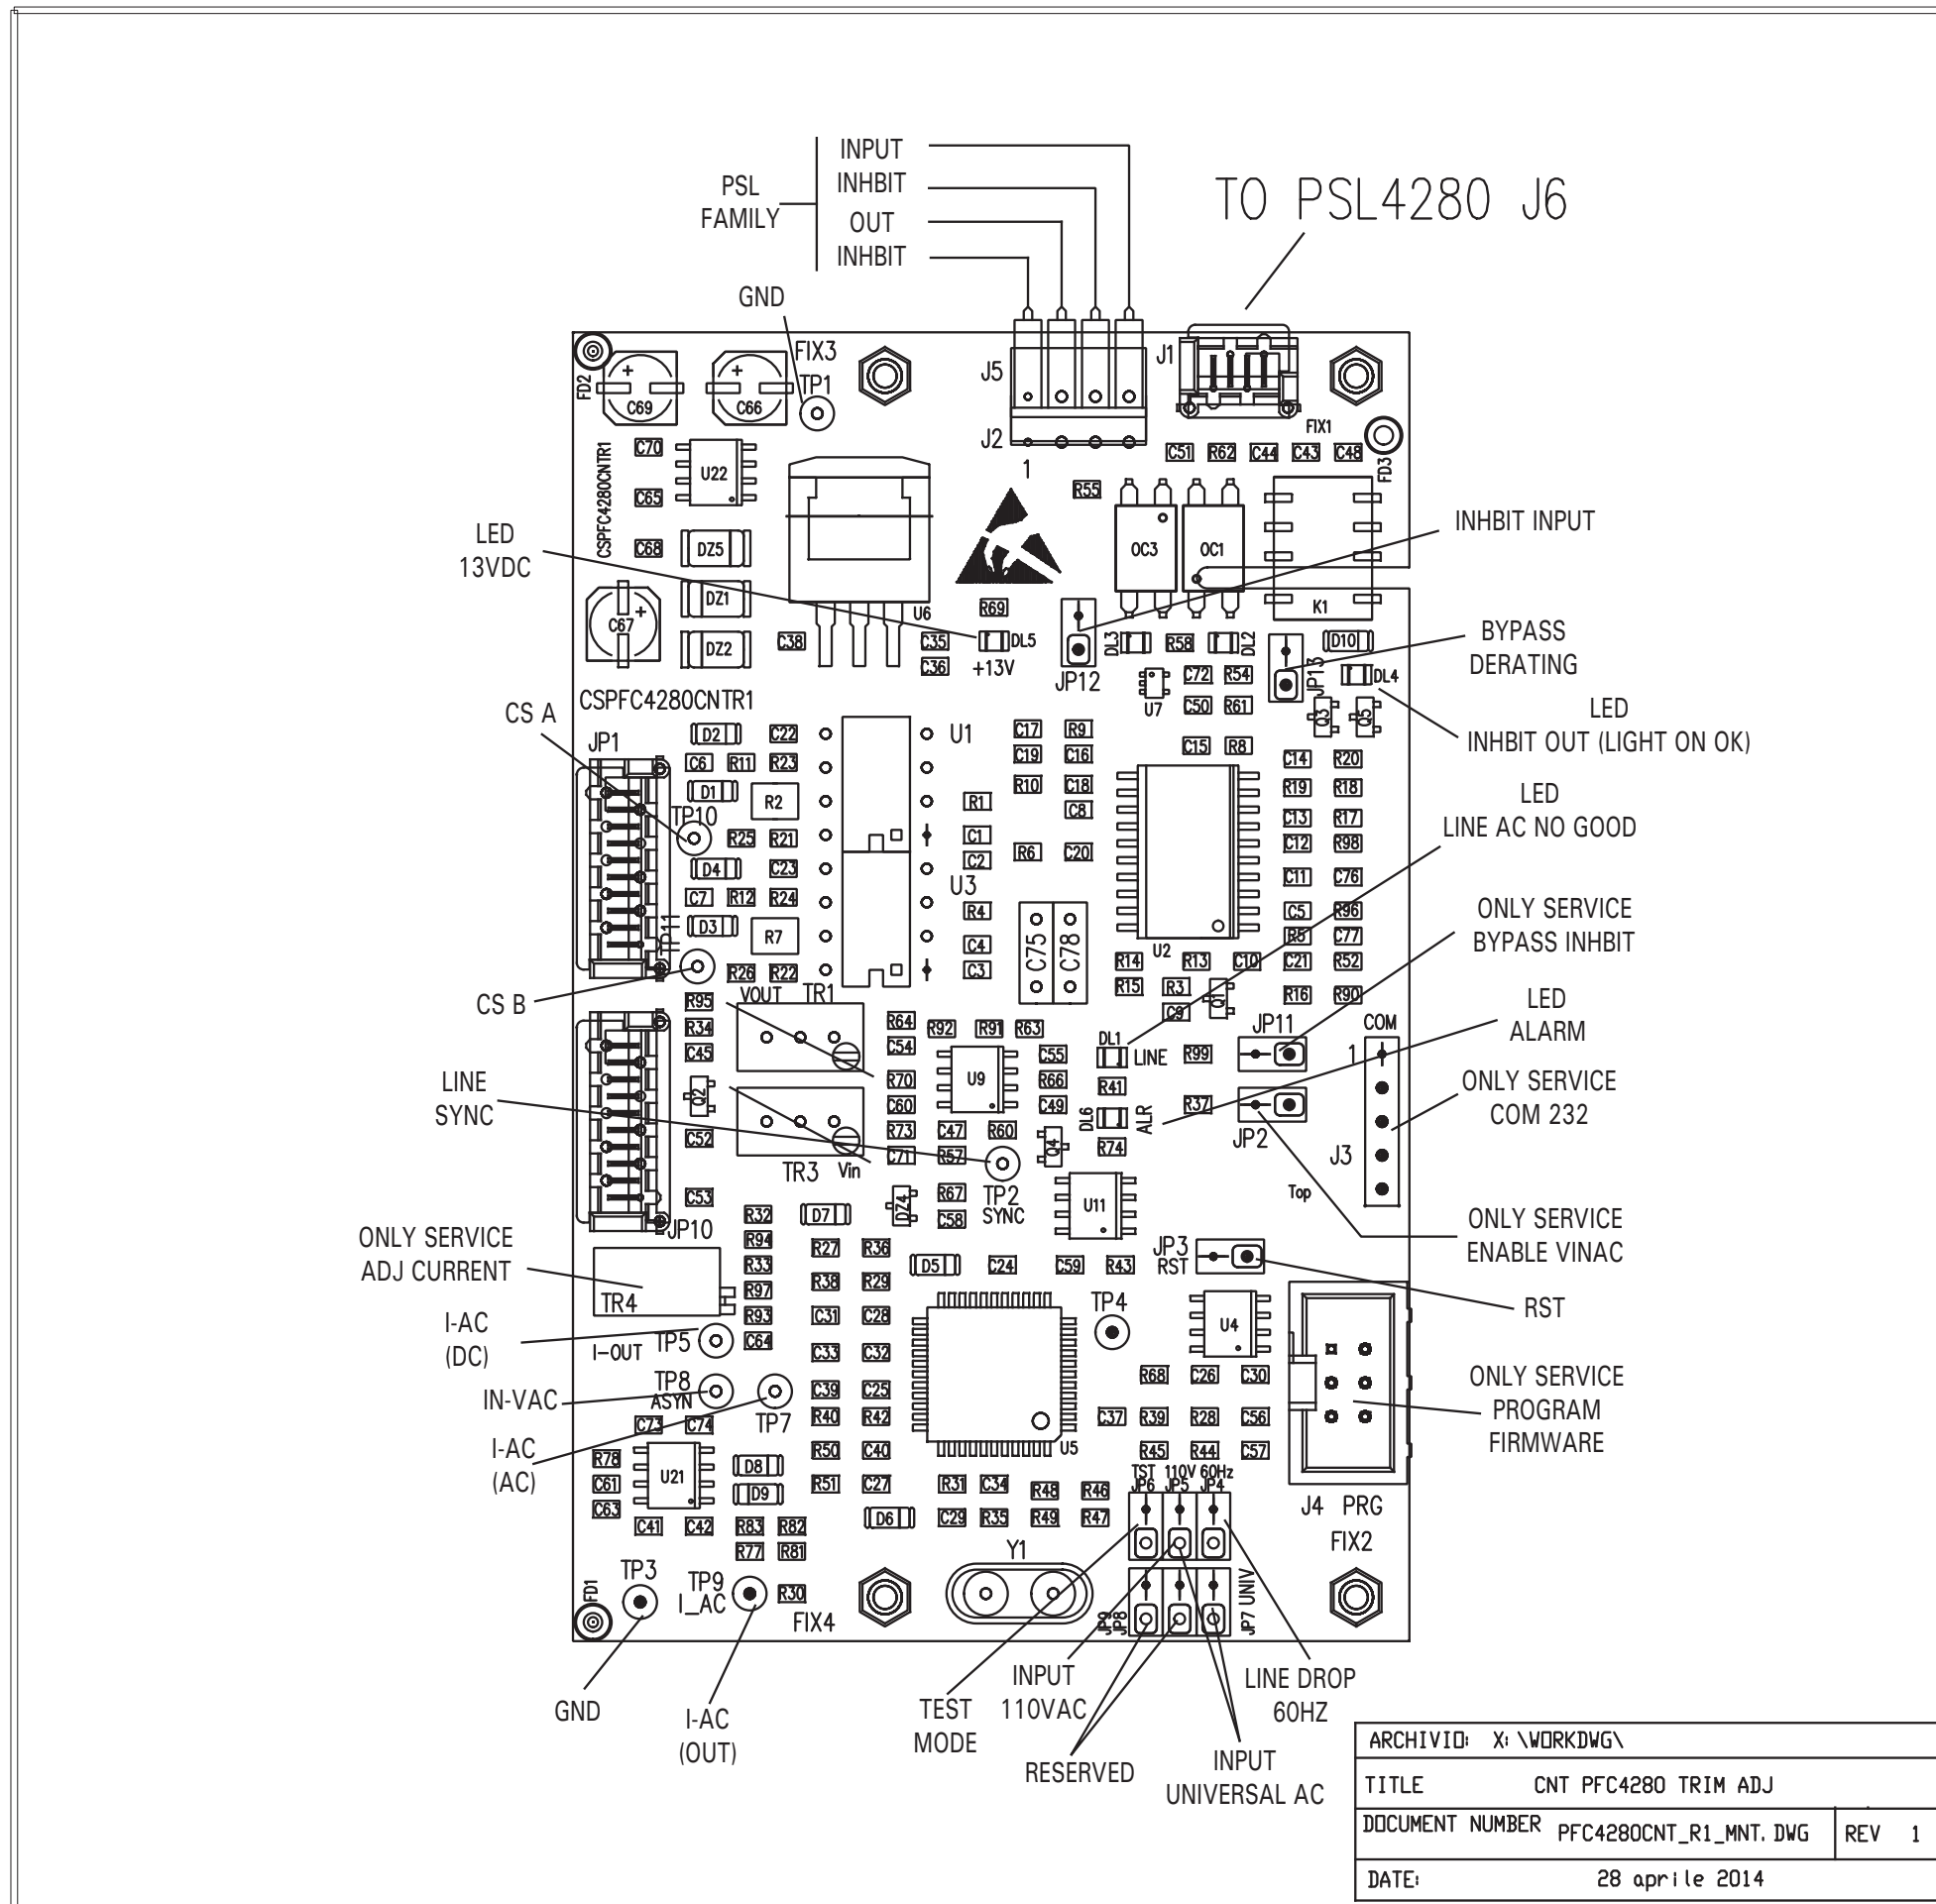 INPUT
INHBIT
OUT
INHBIT
PSL
FAMILY
TO PSL4280 J6
GND
FIX3
TP1
FD2
C69
C66
J5
J2
1
J1
FIX1
FD3
C70
C65
C68
U22
CSPFC4280CNTR1
DZ5
DZ1
DZ2
C67
U6
C38
C35
C36
R69
DL5
+13V
LED
13VDC
R55
C51
R62
C44
C43
C48
OC3
OC1
K1
INHBIT INPUT
JP12
DL3
R58
DL2
D10
JP13
DL4
BYPASS
DERATING
U7
C72
R54
C50
R61
Q3
Q5
LED
INHBIT OUT (LIGHT ON OK)
CSPFC4280CNTR1
CS A
JP1
D2
C22
C6
R11
R23
D1
R2
TP10
R25
R21
D4
C23
C7
R12
R24
D3
R7
TP11
R26
R22
U1
U3
R1
C1
C2
R4
C4
C3
C17
R9
C19
C16
R10
C18
C8
R6
C20
C75
C78
C15
R8
U2
C14
R20
R19
R18
C13
R17
C12
R98
C11
C76
C5
R96
R5
C77
C21
R52
R16
R90
R14
R13
C10
R15
R3
C9
Q1
LED
LINE AC NO GOOD
ONLY SERVICE
BYPASS INHBIT
LED
ALARM
CS B
R95
R34
C45
Q2
C52
C53
VOUT
TR1
TR3
Vin
R64
C54
R70
C60
R73
C71
R92
R91
R63
U9
C55
R66
C49
C47
R60
R57
R67
C58
DZ4
TP2
SYNC
DL1
LINE
R41
DL6
ALR
R74
Q4
U11
R99
R37
JP11
JP2
COM
1
J3
Top
ONLY SERVICE
COM 232
LINE
SYNC
JP10
R32
R94
R33
R97
R93
C64
D7
R27
R36
R38
R29
C31
C28
C33
C32
C39
C25
R40
R42
R50
C40
R51
C27
D5
C24
C59
R43
JP3
RST
ONLY SERVICE
ENABLE VINAC
ONLY SERVICE
ADJ CURRENT
TR4
I-AC
(DC)
I-OUT
TP5
TP8
ASYN
IN-VAC
TP7
I-AC
(AC)
TP4
U4
RST
U5
R68
C26
C30
C37
R39
R28
C56
R45
R44
C57
ONLY SERVICE
PROGRAM
FIRMWARE
J4 PRG
FIX2
C73
C74
R78
C61
C63
U21
C41
C42
D8
D9
R83
R82
R77
R81
D6
R31
C34
C29
R35
R48
R46
R49
R47
TST 110V 60Hz
JP6
JP5
JP4
Y1
TP3
TP9
I_AC
R30
FD1
FIX4
JP9
JP8
JP7 UNIV
GND
I-AC
(OUT)
TEST
MODE
INPUT
110VAC
RESERVED
INPUT
UNIVERSAL AC
LINE DROP
60HZ
ARCHIVIO: X:\WORKDWG\
TITLE CNT PFC4280 TRIM ADJ
DOCUMENT NUMBER PFC4280CNT_R1_MNT.DWG REV 1
DATE: 28 aprile 2014